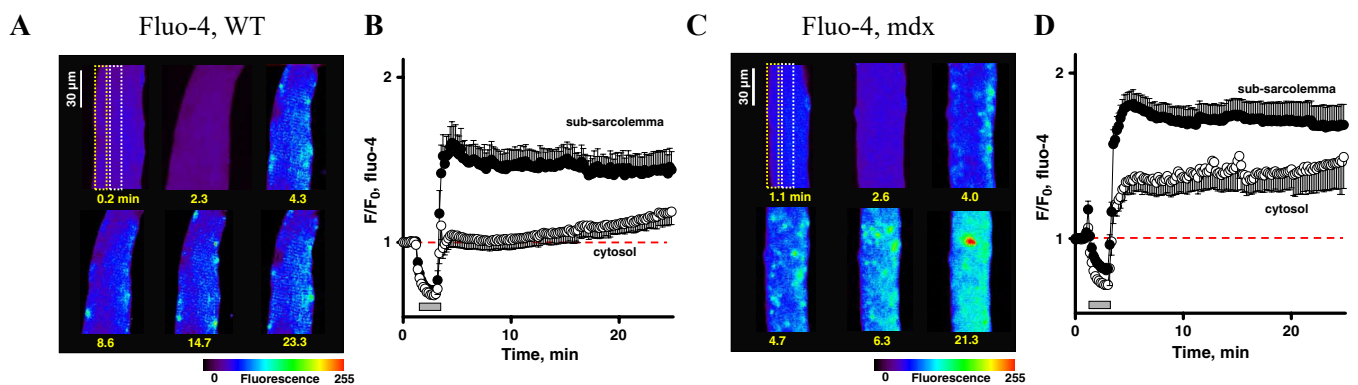 A Fluo-4, WT
30 µm
0.2 min 2.3 4.3
8.6 14.7 23.3
0 Fluorescence 255
B
F/F0, fluo-4
2
1
sub-sarcolemma
cytosol
0 10 20
Time, min
C Fluo-4, mdx
30 µm
1.1 min 2.6 4.0
4.7 6.3 21.3
0 Fluorescence 255
D
F/F0, fluo-4
2
1
sub-sarcolemma
cytosol
0 10 20
Time, min